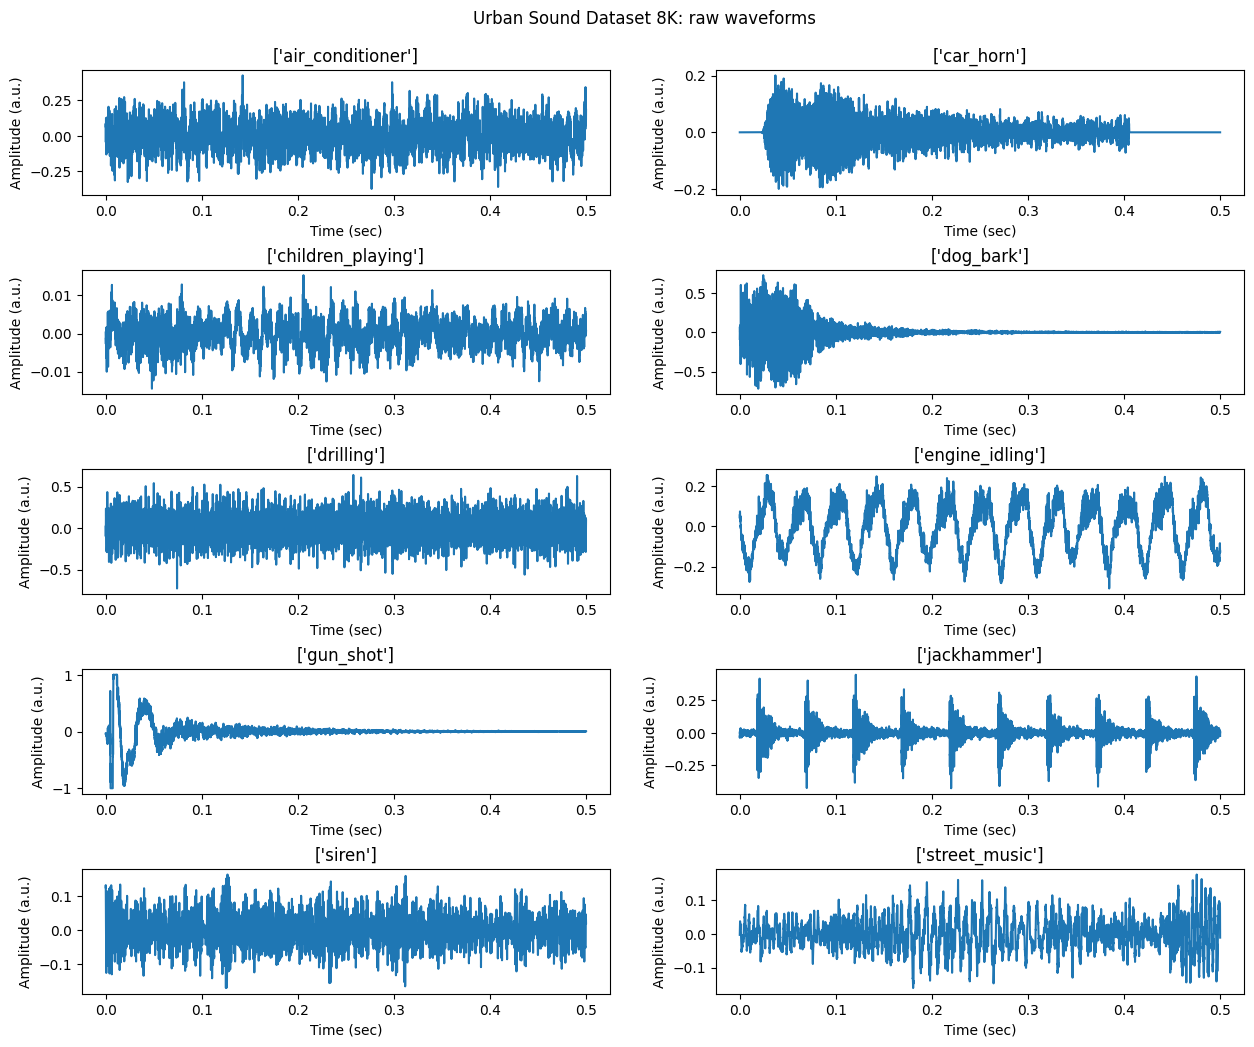 Urban Sound Dataset 8K: raw waveforms
['air_conditioner']
Amplitude (a.u.)
0.25
0.00
−0.25
0.0 0.1 0.2 0.3 0.4 0.5
Time (sec)
['car_horn']
Amplitude (a.u.)
0.2
0.0
−0.2
0.0 0.1 0.2 0.3 0.4 0.5
Time (sec)
['children_playing']
Amplitude (a.u.)
0.01
0.00
−0.01
0.0 0.1 0.2 0.3 0.4 0.5
Time (sec)
['dog_bark']
Amplitude (a.u.)
0.5
0.0
−0.5
0.0 0.1 0.2 0.3 0.4 0.5
Time (sec)
['drilling']
Amplitude (a.u.)
0.5
0.0
−0.5
0.0 0.1 0.2 0.3 0.4 0.5
Time (sec)
['engine_idling']
Amplitude (a.u.)
0.2
0.0
−0.2
0.0 0.1 0.2 0.3 0.4 0.5
Time (sec)
['gun_shot']
Amplitude (a.u.)
1
0
−1
0.0 0.1 0.2 0.3 0.4 0.5
Time (sec)
['jackhammer']
Amplitude (a.u.)
0.25
0.00
−0.25
0.0 0.1 0.2 0.3 0.4 0.5
Time (sec)
['siren']
Amplitude (a.u.)
0.1
0.0
−0.1
0.0 0.1 0.2 0.3 0.4 0.5
Time (sec)
['street_music']
Amplitude (a.u.)
0.1
0.0
−0.1
0.0 0.1 0.2 0.3 0.4 0.5
Time (sec)